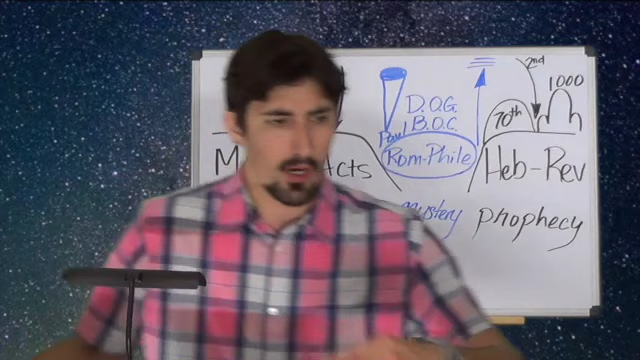 2nd
1000
D.O.G.
B.O.C.
70th
Paul
Acts
Rom-Phile
Heb-Rev
mystery
prophecy